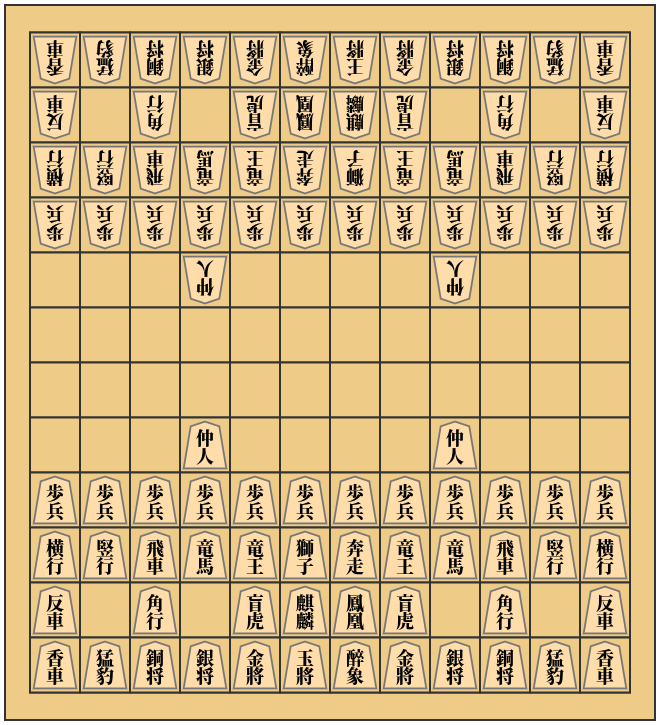 香車 猛豹 銅将 銀将 金將 醉象 王將 金將 銀将 銅将 猛豹 香車
反車 角行 盲虎 鳳凰 麒麟 盲虎 角行 反車
横行 竪行 飛車 竜馬 竜王 奔走 獅子 竜王 竜馬 飛車 竪行 横行
歩兵 歩兵 歩兵 歩兵 歩兵 歩兵 歩兵 歩兵 歩兵 歩兵 歩兵 歩兵
仲人 仲人
仲人 仲人
歩兵 歩兵 歩兵 歩兵 歩兵 歩兵 歩兵 歩兵 歩兵 歩兵 歩兵 歩兵
横行 竪行 飛車 竜馬 竜王 獅子 奔走 竜王 竜馬 飛車 竪行 横行
反車 角行 盲虎 麒麟 鳳凰 盲虎 角行 反車
香車 猛豹 銅将 銀将 金將 玉將 醉象 金將 銀将 銅将 猛豹 香車